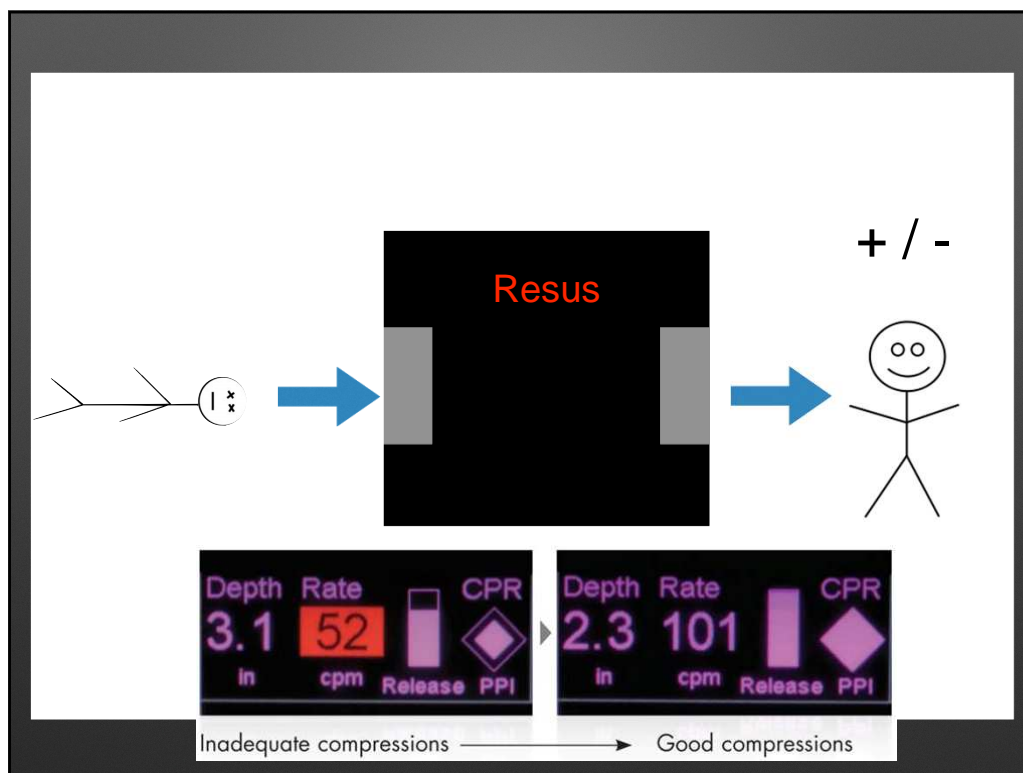 + / -
Resus
Depth Rate CPR
3.1 52
in cpm Release PPI
Depth Rate CPR
2.3 101
in cpm Release PPI
Inadequate compressions Good compressions